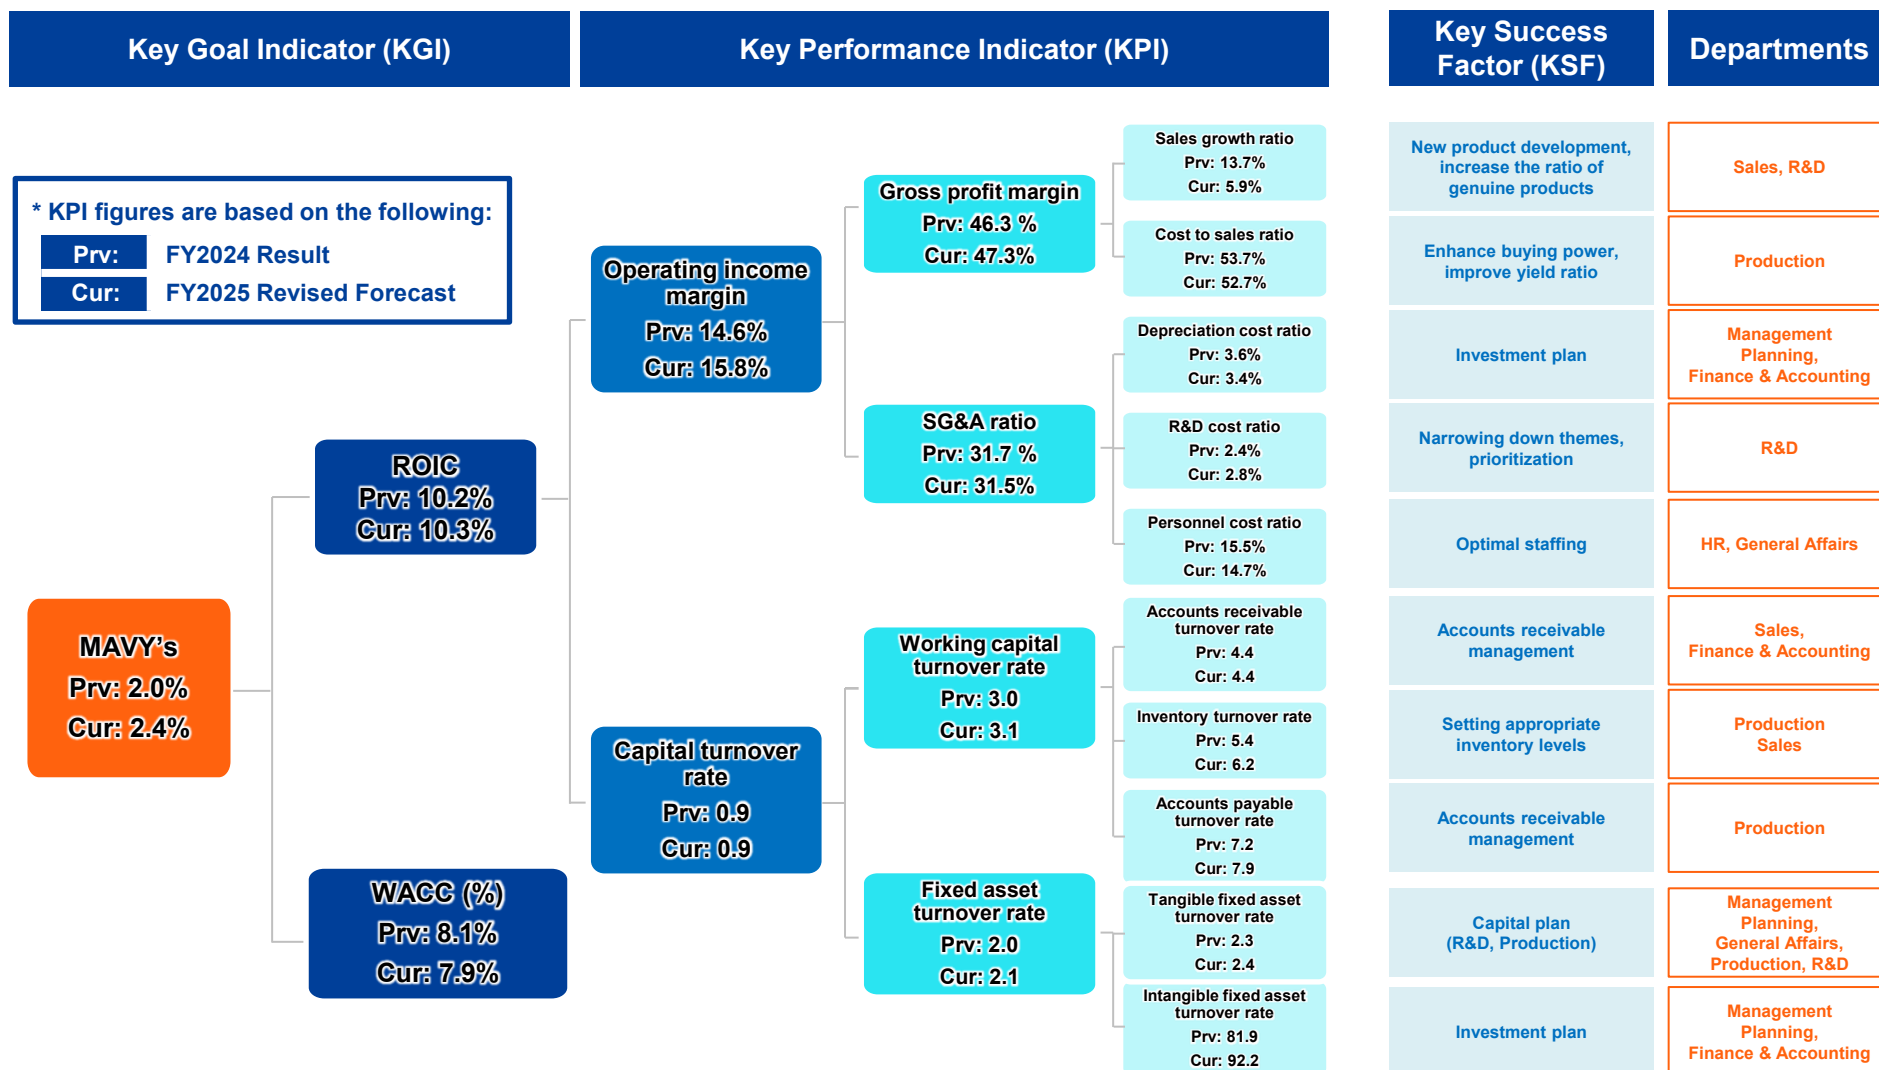 Key Goal Indicator (KGI)
Key Performance Indicator (KPI)
Key Success
Factor (KSF)
Departments
* KPI figures are based on the following:
Prv: FY2024 Result
Cur: FY2025 Revised Forecast
MAVY’s
Prv: 2.0%
Cur: 2.4%
ROIC
Prv: 10.2%
Cur: 10.3%
WACC (%)
Prv: 8.1%
Cur: 7.9%
Operating income
margin
Prv: 14.6%
Cur: 15.8%
Capital turnover
rate
Prv: 0.9
Cur: 0.9
Gross profit margin
Prv: 46.3 %
Cur: 47.3%
SG&A ratio
Prv: 31.7 %
Cur: 31.5%
Working capital
turnover rate
Prv: 3.0
Cur: 3.1
Fixed asset
turnover rate
Prv: 2.0
Cur: 2.1
Sales growth ratio
Prv: 13.7%
Cur: 5.9%
New product development,
increase the ratio of
genuine products
Sales, R&D
Cost to sales ratio
Prv: 53.7%
Cur: 52.7%
Enhance buying power,
improve yield ratio
Production
Depreciation cost ratio
Prv: 3.6%
Cur: 3.4%
Investment plan
Management
Planning,
Finance & Accounting
R&D cost ratio
Prv: 2.4%
Cur: 2.8%
Narrowing down themes,
prioritization
R&D
Personnel cost ratio
Prv: 15.5%
Cur: 14.7%
Optimal staffing
HR, General Affairs
Accounts receivable
turnover rate
Prv: 4.4
Cur: 4.4
Accounts receivable
management
Sales,
Finance & Accounting
Inventory turnover rate
Prv: 5.4
Cur: 6.2
Setting appropriate
inventory levels
Production
Sales
Accounts payable
turnover rate
Prv: 7.2
Cur: 7.9
Accounts receivable
management
Production
Tangible fixed asset
turnover rate
Prv: 2.3
Cur: 2.4
Capital plan
(R&D, Production)
Management
Planning,
General Affairs,
Production, R&D
Intangible fixed asset
turnover rate
Prv: 81.9
Cur: 92.2
Investment plan
Management
Planning,
Finance & Accounting